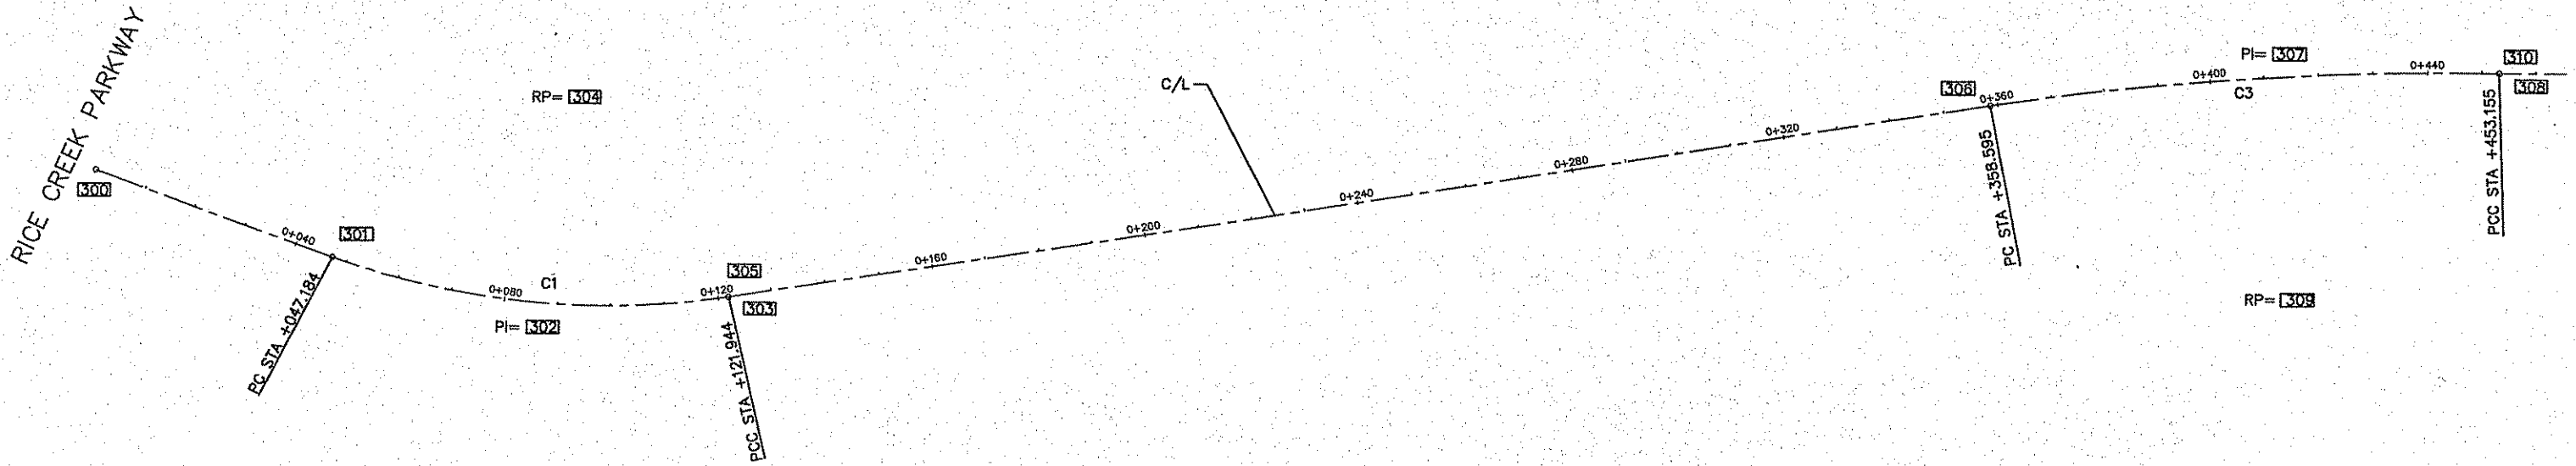 RICE CREEK PARKWAY
300
0+040
301
PC STA +047.184
RP= 304
0+080
C1
PI= 302
0+120
305
303
PCC STA +121.944
0+160
0+200
C/L
0+240
0+280
0+320
306
0+360
PC STA +358.595
PI= 307
0+400
C3
0+440
310
308
PCC STA +453.155
RP= 309